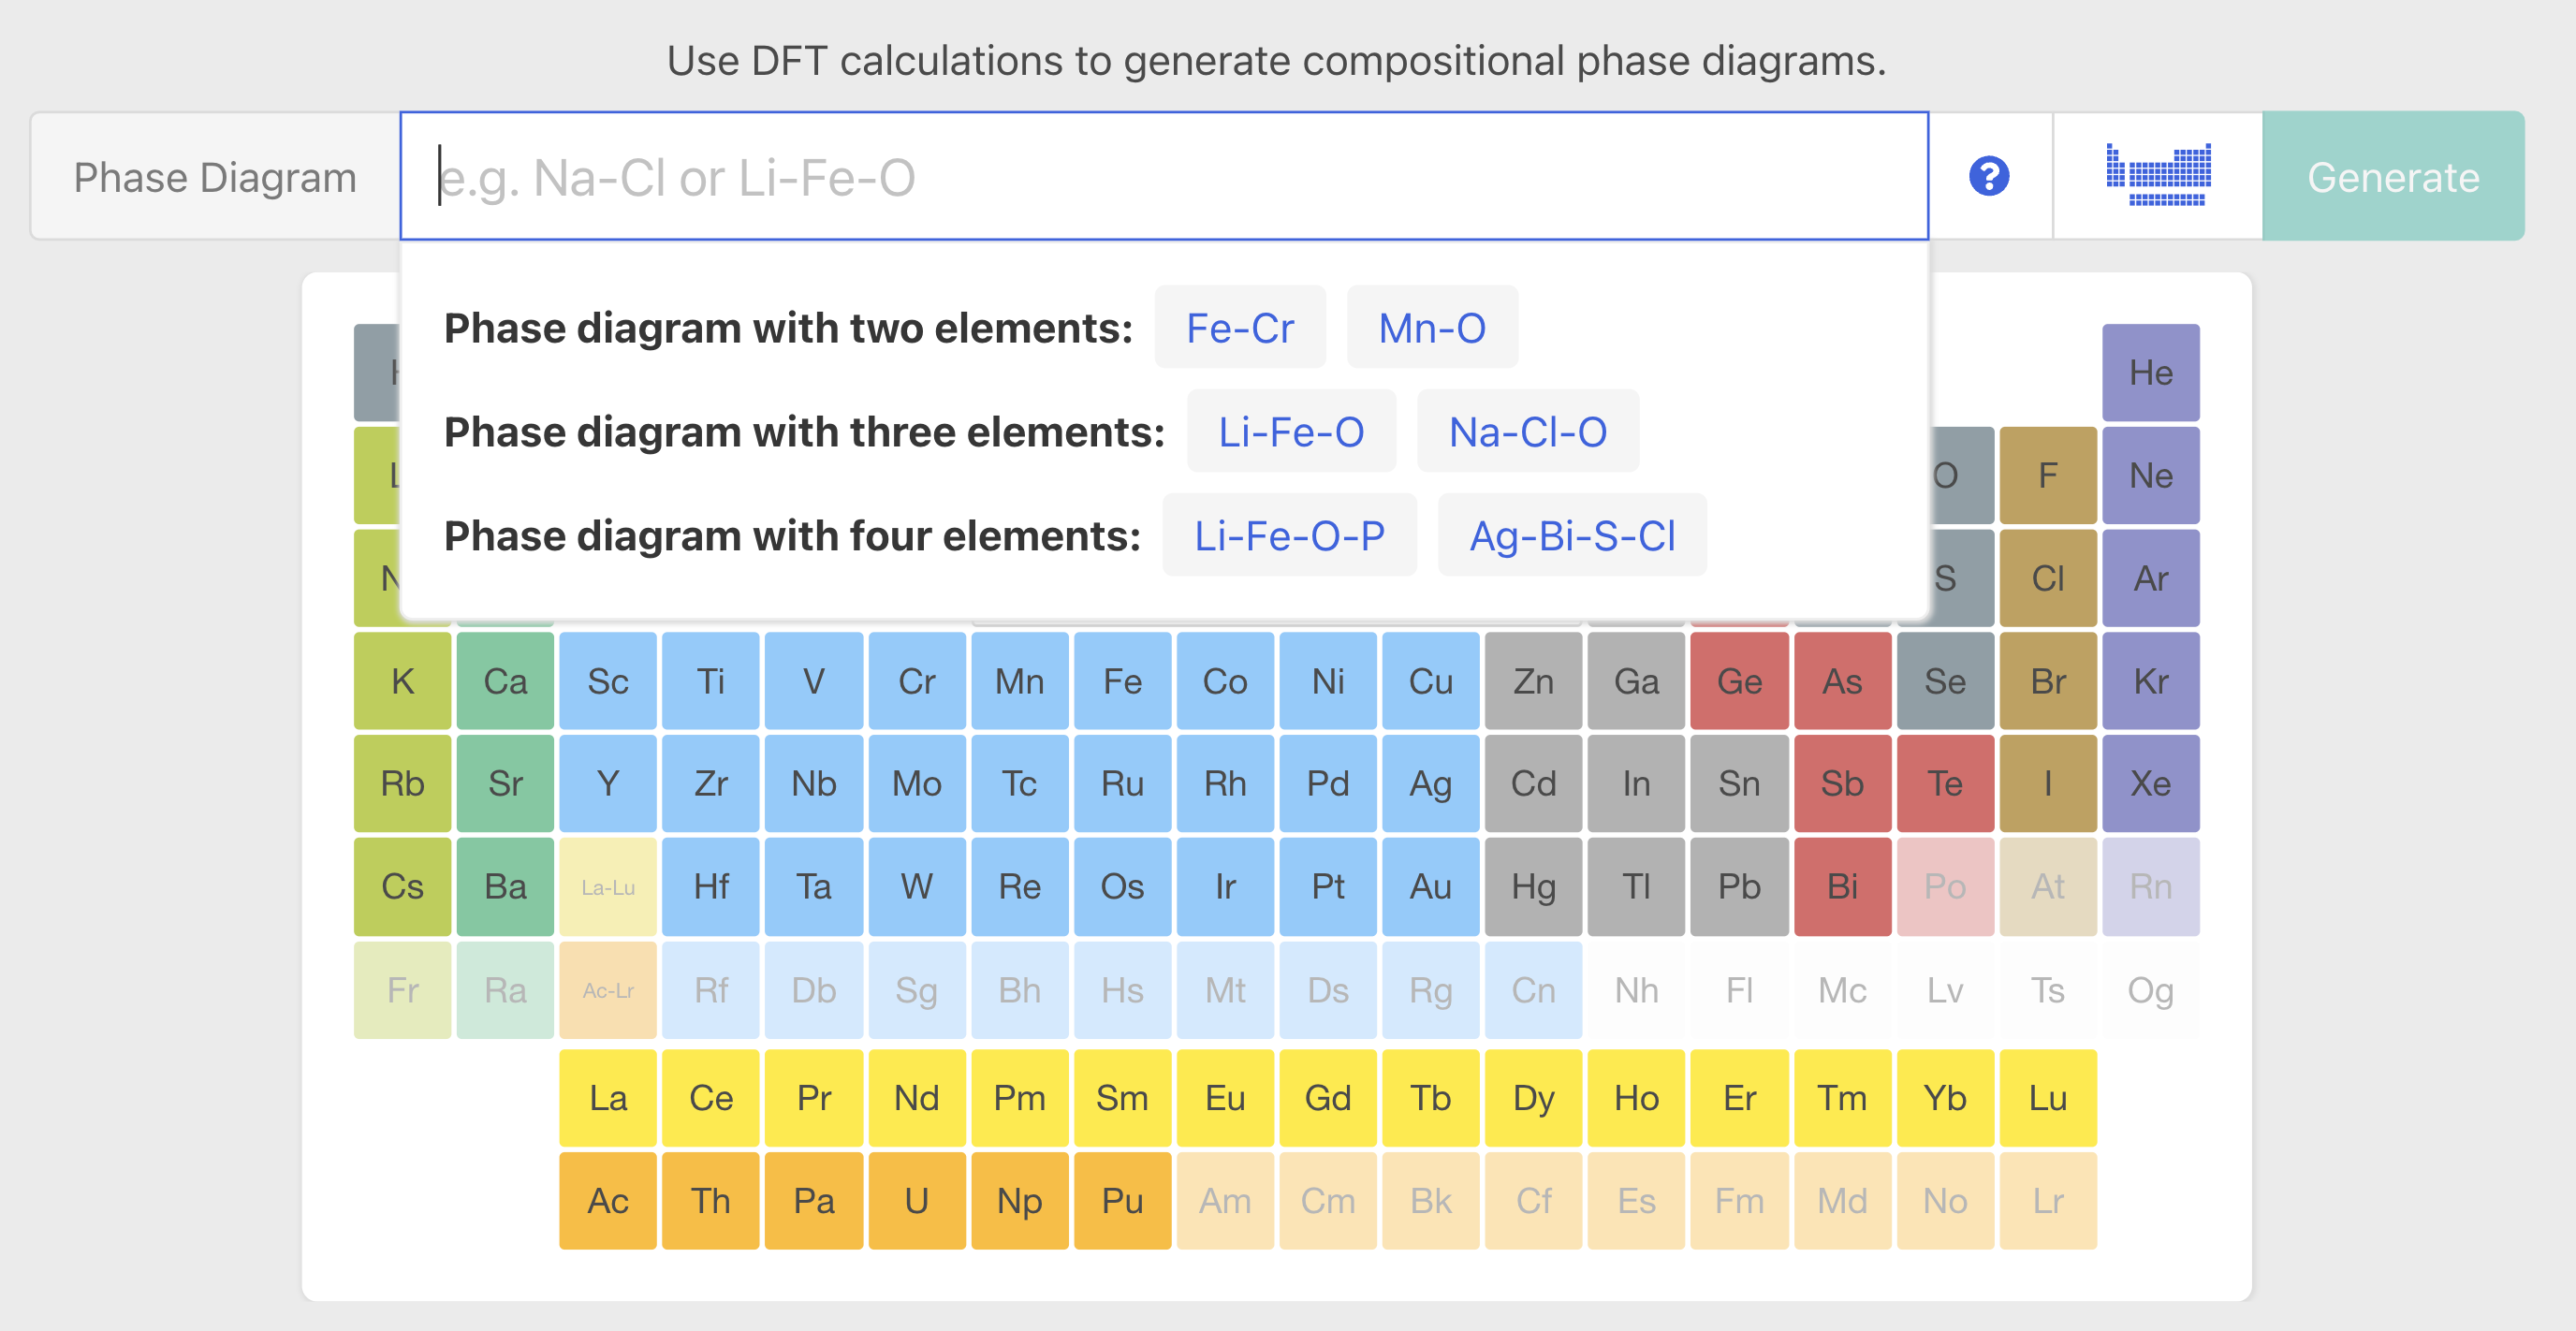 Use DFT calculations to generate compositional phase diagrams.
Phase Diagram e.g. Na-Cl or Li-Fe-O ? Generate
Phase diagram with two elements: Fe-Cr Mn-O
Phase diagram with three elements: Li-Fe-O Na-Cl-O
Phase diagram with four elements: Li-Fe-O-P Ag-Bi-S-Cl
He
O F Ne
S Cl Ar
K Ca Sc Ti V Cr Mn Fe Co Ni Cu Zn Ga Ge As Se Br Kr
Rb Sr Y Zr Nb Mo Tc Ru Rh Pd Ag Cd In Sn Sb Te I Xe
Cs Ba La-Lu Hf Ta W Re Os Ir Pt Au Hg Tl Pb Bi Po At Rn
Fr Ra Ac-Lr Rf Db Sg Bh Hs Mt Ds Rg Cn Nh Fl Mc Lv Ts Og
La Ce Pr Nd Pm Sm Eu Gd Tb Dy Ho Er Tm Yb Lu
Ac Th Pa U Np Pu Am Cm Bk Cf Es Fm Md No Lr